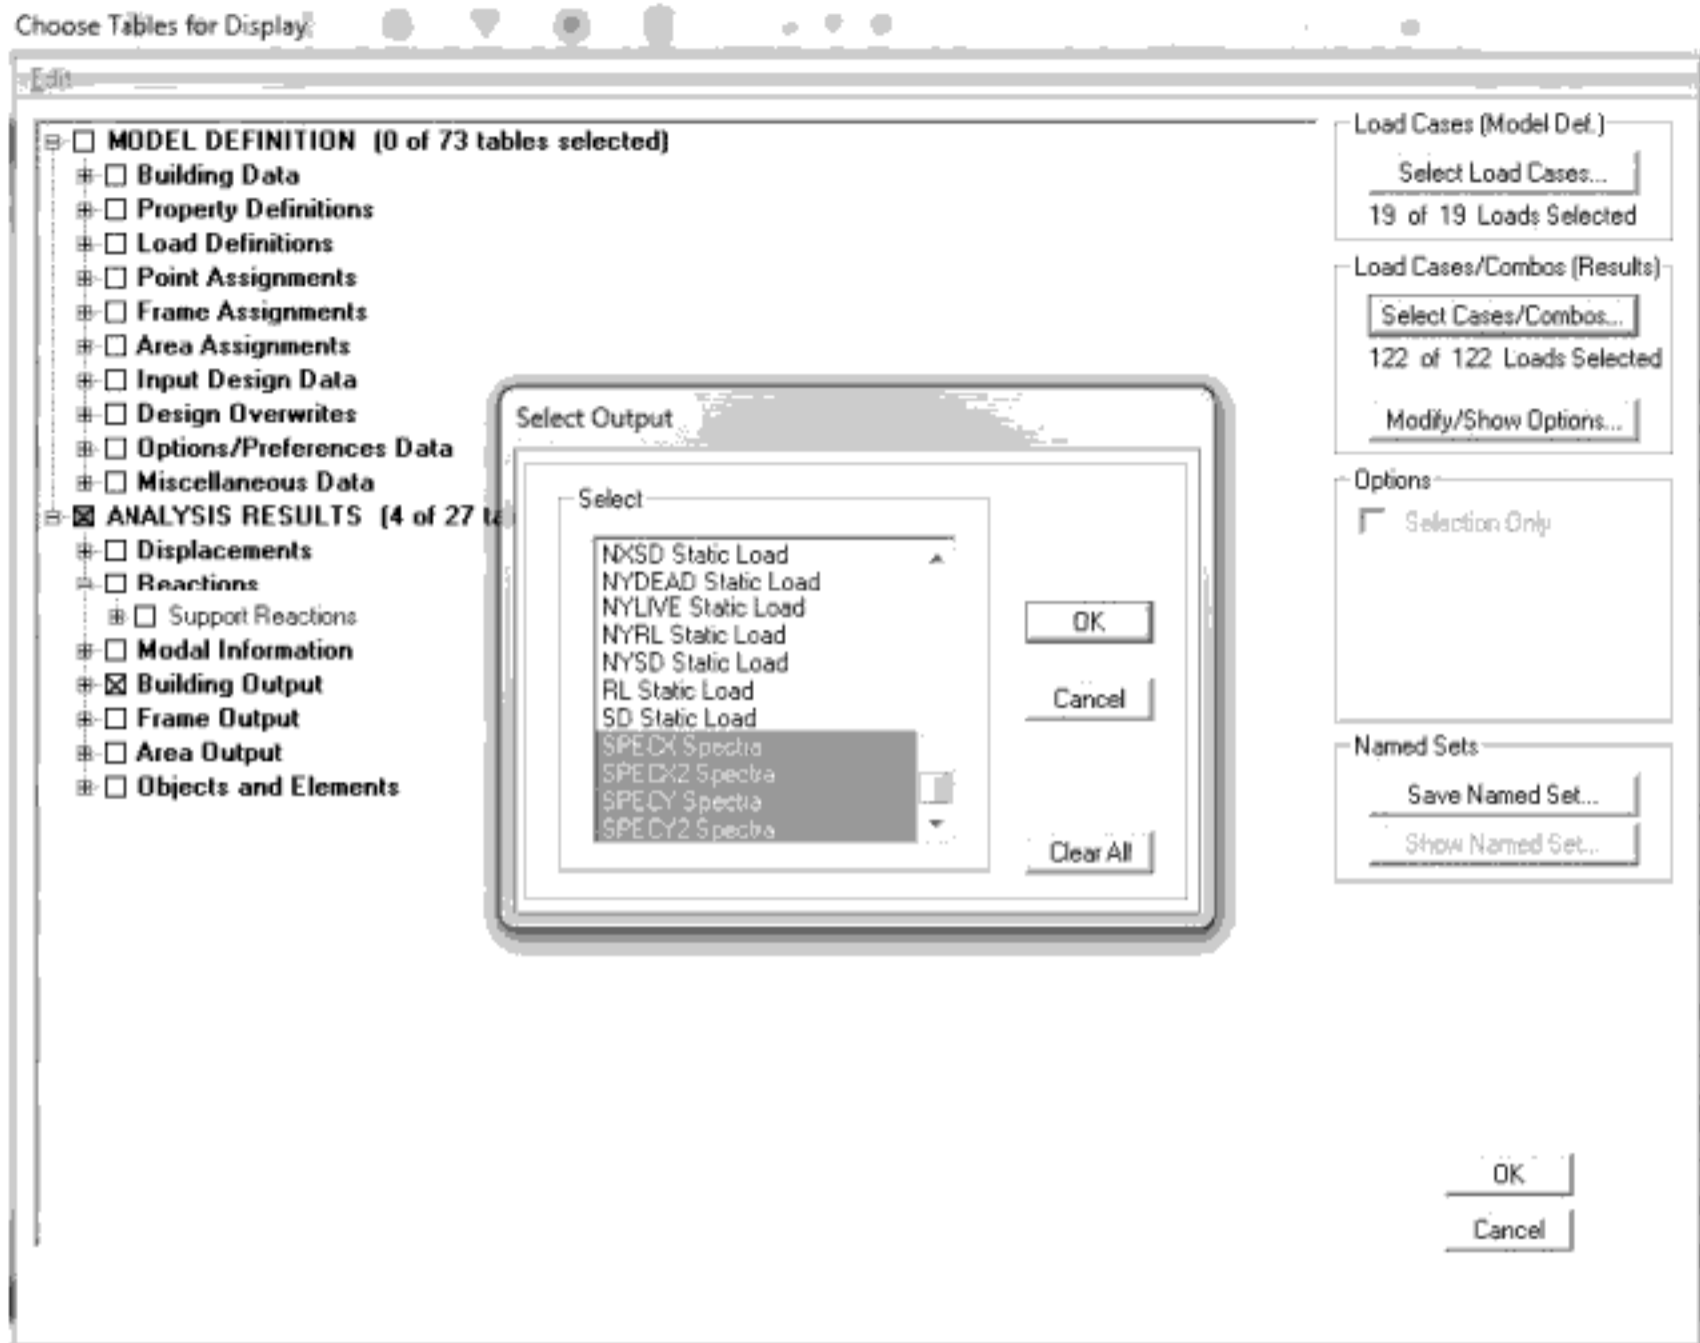 Choose Tables for Display
Edit
MODEL DEFINITION (0 of 73 tables selected)
Building Data
Property Definitions
Load Definitions
Point Assignments
Frame Assignments
Area Assignments
Input Design Data
Design Overwrites
Options/Preferences Data
Miscellaneous Data
ANALYSIS RESULTS (4 of 27 ta
Displacements
Reactions
Support Reactions
Modal Information
Building Output
Frame Output
Area Output
Objects and Elements
Select Output
Select
NXSD Static Load
NYDEAD Static Load
NYLIVE Static Load
NYRL Static Load
NYSD Static Load
RL Static Load
SD Static Load
SPECX Spectra
SPECX2 Spectra
SPECY Spectra
SPECY2 Spectra
OK
Cancel
Clear All
Load Cases (Model Def.)
Select Load Cases...
19 of 19 Loads Selected
Load Cases/Combos (Results)
Select Cases/Combos...
122 of 122 Loads Selected
Modify/Show Options...
Options
Selection Only
Named Sets
Save Named Set...
Show Named Set...
OK
Cancel